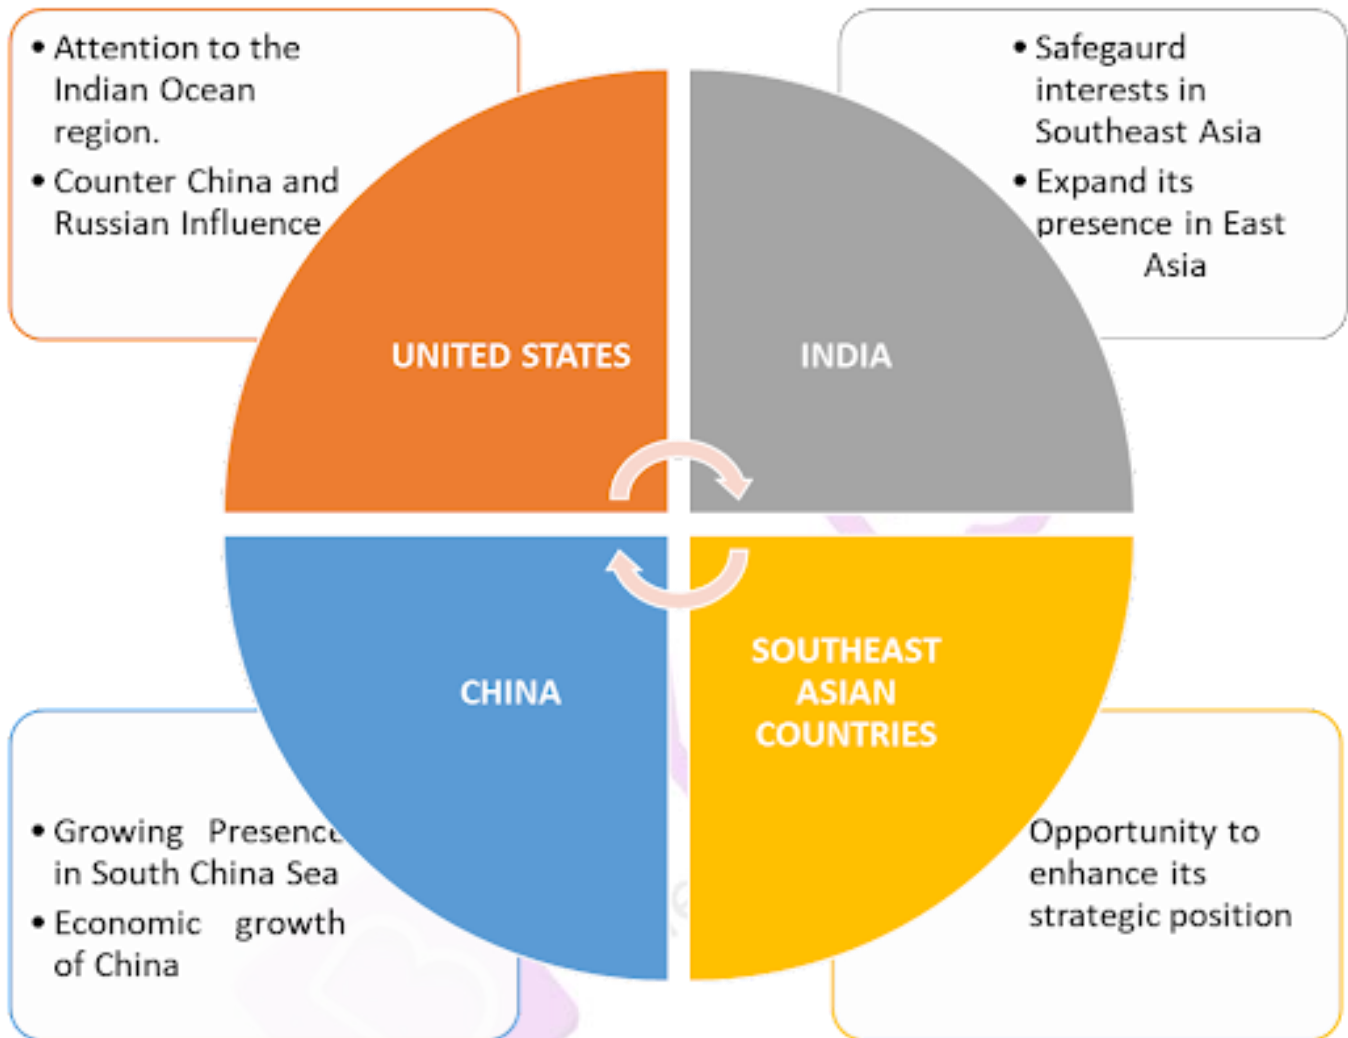 • Attention to the
Indian Ocean
region.
• Counter China and
Russian Influence
• Safegaurd
interests in
Southeast Asia
• Expand its
presence in East
Asia
UNITED STATES
INDIA
CHINA
SOUTHEAST
ASIAN
COUNTRIES
• Growing Presence
in South China Sea
• Economic growth
of China
Opportunity to
enhance its
strategic position